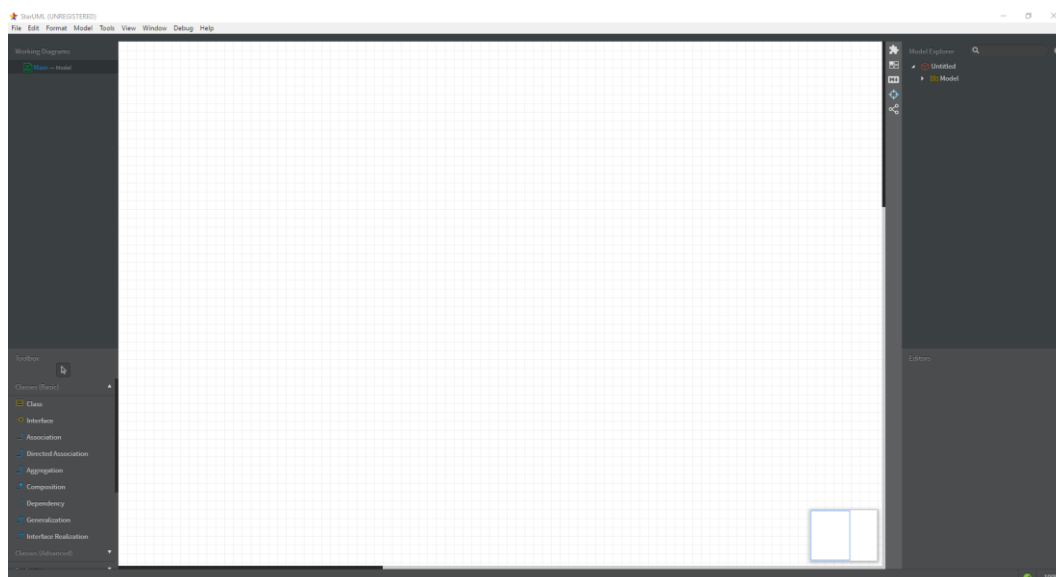 StarUML (UNREGISTERED)
File Edit Format Model Tools View Window Debug Help
Working Diagrams
Main — Model
Model Explorer
Untitled
Model
Toolbox
Classes (Basic)
Class
Interface
Association
Directed Association
Aggregation
Composition
Dependency
Generalization
Interface Realization
Classes (Advanced)
Editors